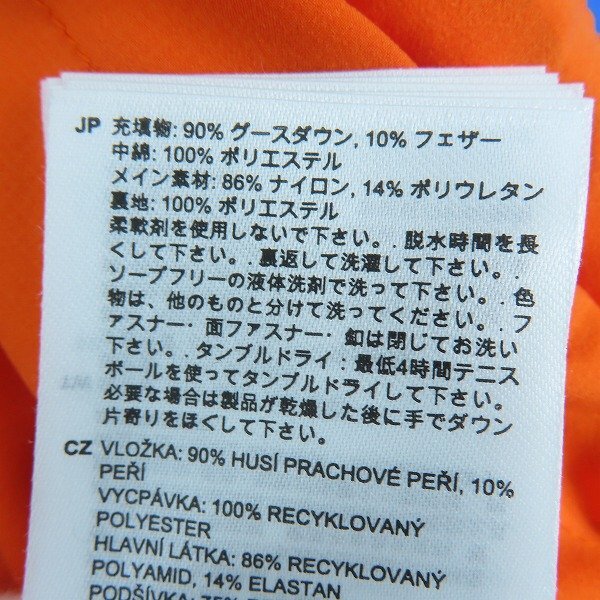 JP 充填物: 90% グースダウン, 10% フェザー
中綿: 100% ポリエステル
メイン素材: 86% ナイロン, 14% ポリウレタン
裏地: 100% ポリエステル
柔軟剤を使用しないで下さい。. 脱水時間を長
くして下さい。. 裏返して洗濯して下さい。.
ソープフリーの液体洗剤で洗って下さい。. 色
物は、他のものと分けて洗ってください。. フ
ァスナー・面ファスナー・釦は閉じてお洗い
下さい。. タンブルドライ：最低4時間テニス
ボールを使ってタンブルドライして下さい。
必要な場合は製品が乾燥した後に手でダウン
片寄りをほぐして下さい。
CZ VLOŽKA: 90% HUSÍ PRACHOVÉ PEŘÍ, 10%
PEŘÍ
VYCPÁVKA: 100% RECYKLOVANÝ
POLYESTER
HLAVNÍ LÁTKA: 86% RECYKLOVANÝ
POLYAMID, 14% ELASTAN
PODŠÍVKA: 75%